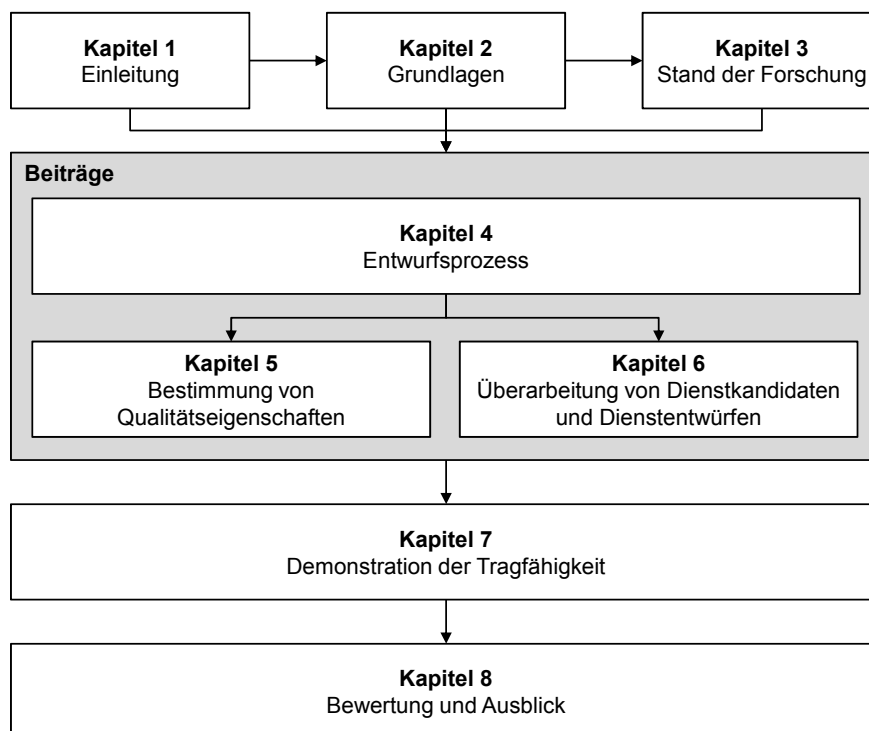 Kapitel 1
Einleitung
Kapitel 2
Grundlagen
Kapitel 3
Stand der Forschung
Beiträge
Kapitel 4
Entwurfsprozess
Kapitel 5
Bestimmung von
Qualitätseigenschaften
Kapitel 6
Überarbeitung von Dienstkandidaten
und Dienstentwürfen
Kapitel 7
Demonstration der Tragfähigkeit
Kapitel 8
Bewertung und Ausblick